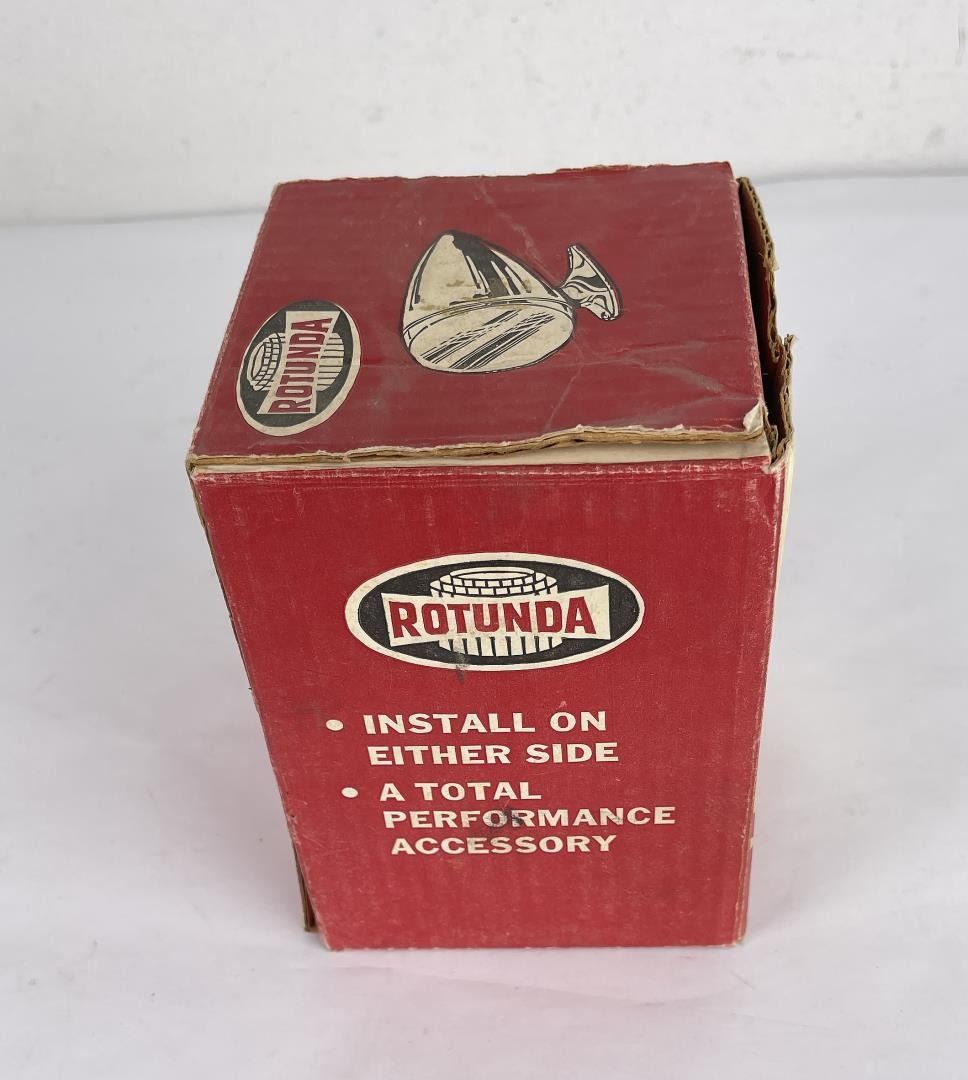 ROTUNDA
ROTUNDA
• INSTALL ON
EITHER SIDE
• A TOTAL
PERFORMANCE
ACCESSORY